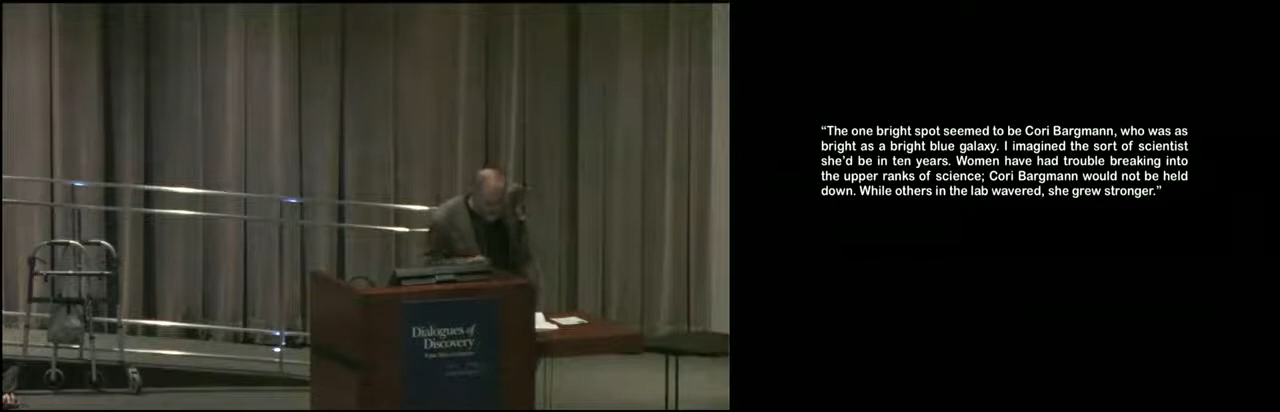 Dialogues of
Discovery
“The one bright spot seemed to be Cori Bargmann, who was as
bright as a bright blue galaxy. I imagined the sort of scientist
she’d be in ten years. Women have had trouble breaking into
the upper ranks of science; Cori Bargmann would not be held
down. While others in the lab wavered, she grew stronger.”